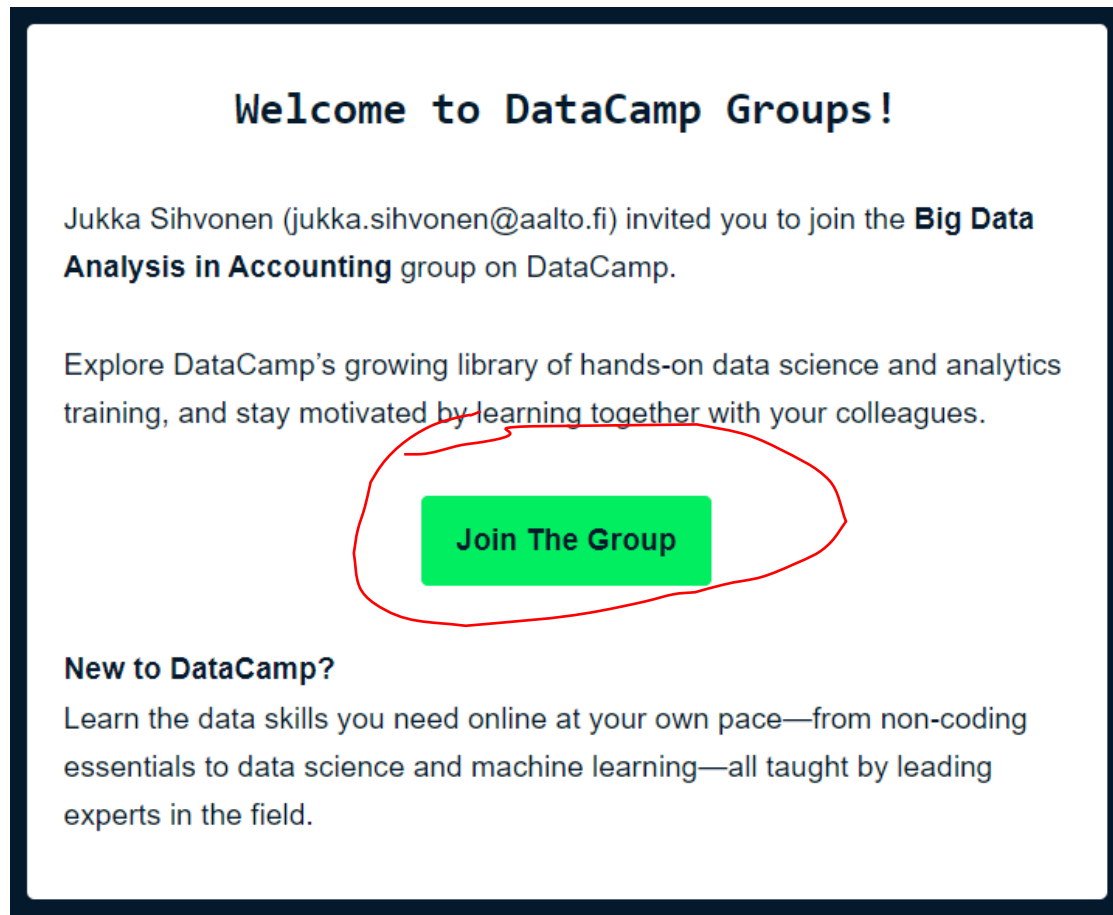 Welcome to DataCamp Groups!
Jukka Sihvonen (jukka.sihvonen@aalto.fi) invited you to join the Big Data
Analysis in Accounting group on DataCamp.
Explore DataCamp’s growing library of hands-on data science and analytics
training, and stay motivated by learning together with your colleagues.
Join The Group
New to DataCamp?
Learn the data skills you need online at your own pace—from non-coding
essentials to data science and machine learning—all taught by leading
experts in the field.